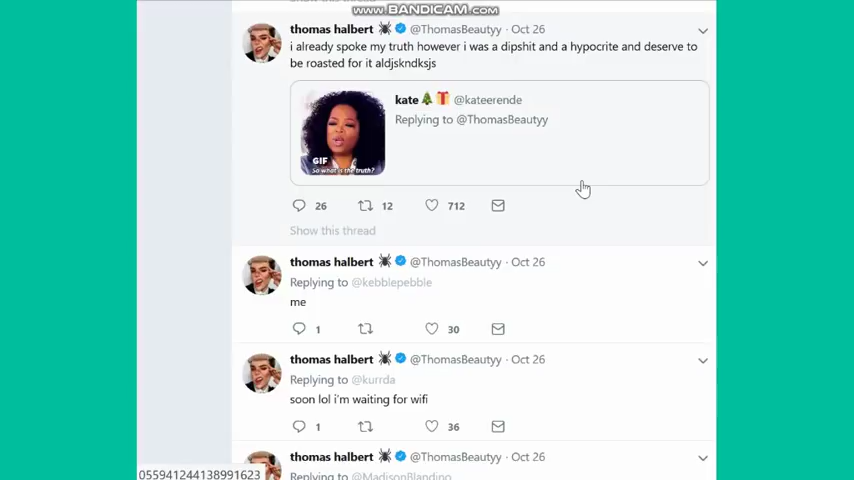 WWW.BANDICAM.COM
thomas halbert @ThomasBeautyy · Oct 26
i already spoke my truth however i was a dipshit and a hypocrite and deserve to
be roasted for it aldjskndksjs
kate @kateerende
Replying to @ThomasBeautyy
GIF
So what is the truth?
26 12 712
Show this thread
thomas halbert @ThomasBeautyy · Oct 26
Replying to @kebblepebble
me
1 30
thomas halbert @ThomasBeautyy · Oct 26
Replying to @kurrda
soon lol i'm waiting for wifi
1 36
thomas halbert @ThomasBeautyy · Oct 26
Replying to @MadisonBlandino
055941244138991623